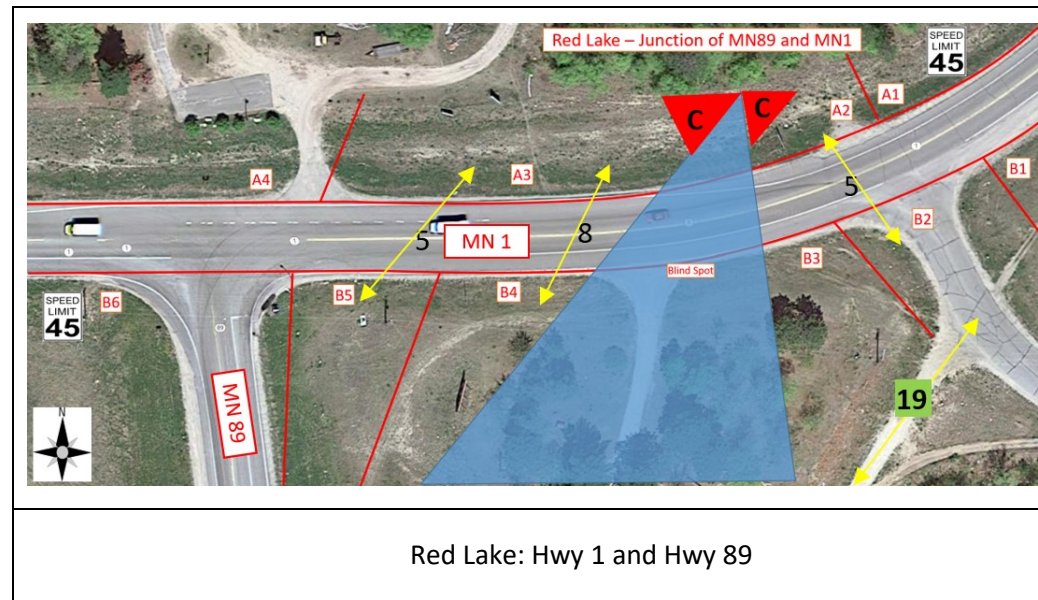 Red Lake – Junction of MN89 and MN1
SPEED
LIMIT
45
A1
A2
C
C
A3
A4
B1
B2
B3
B4
B5
B6
5
8
5
19
MN 1
Blind Spot
SPEED
LIMIT
45
MN 89
N
Red Lake: Hwy 1 and Hwy 89